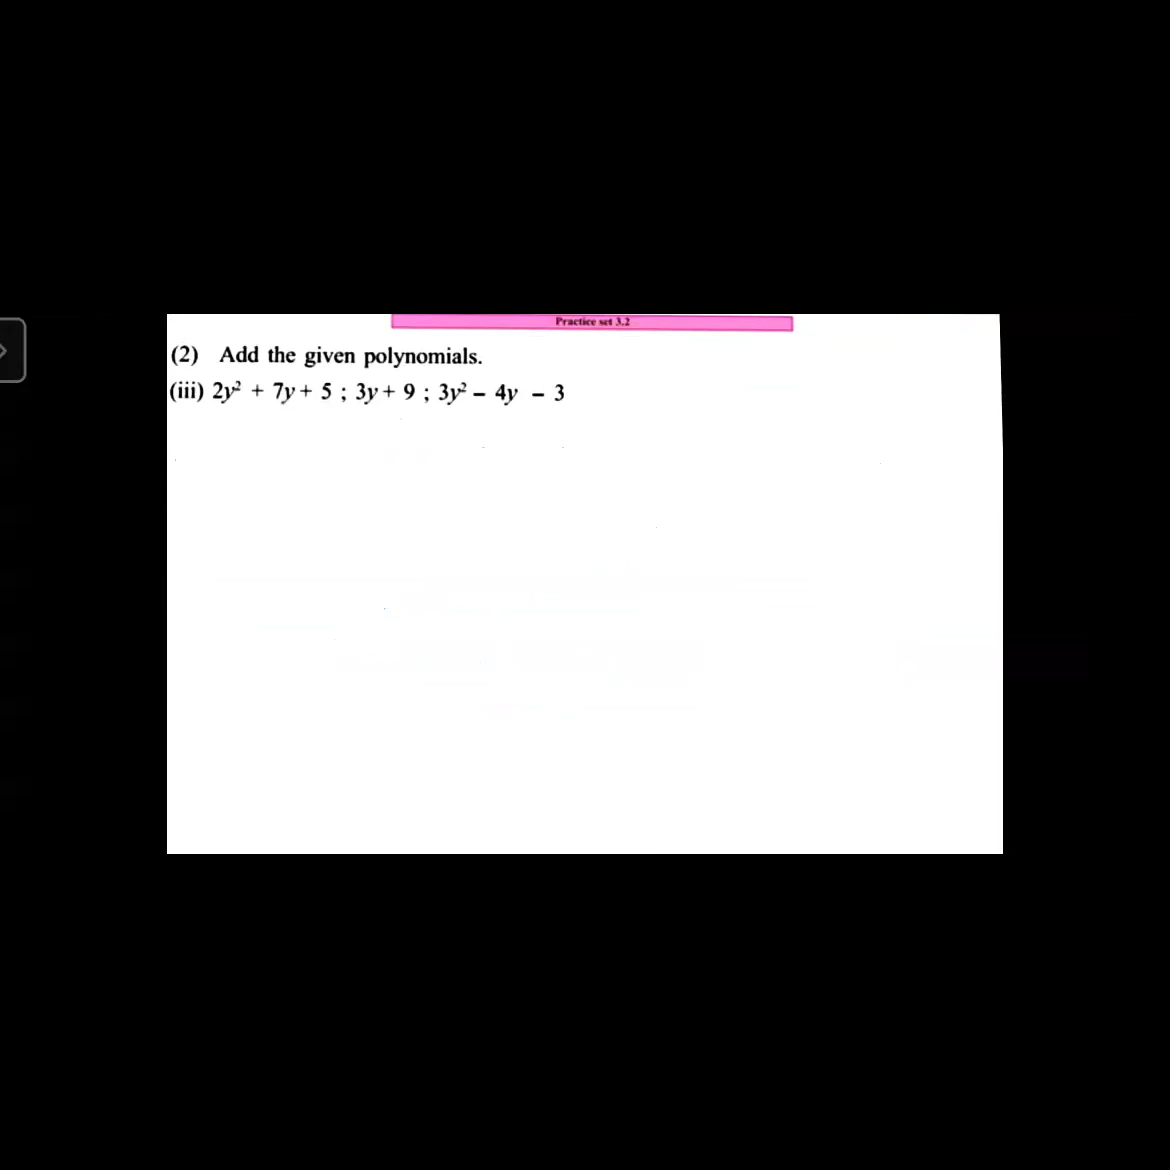 Practice set 3.2
(2) Add the given polynomials.
(iii) 2y² + 7y + 5 ; 3y + 9 ; 3y² – 4y – 3